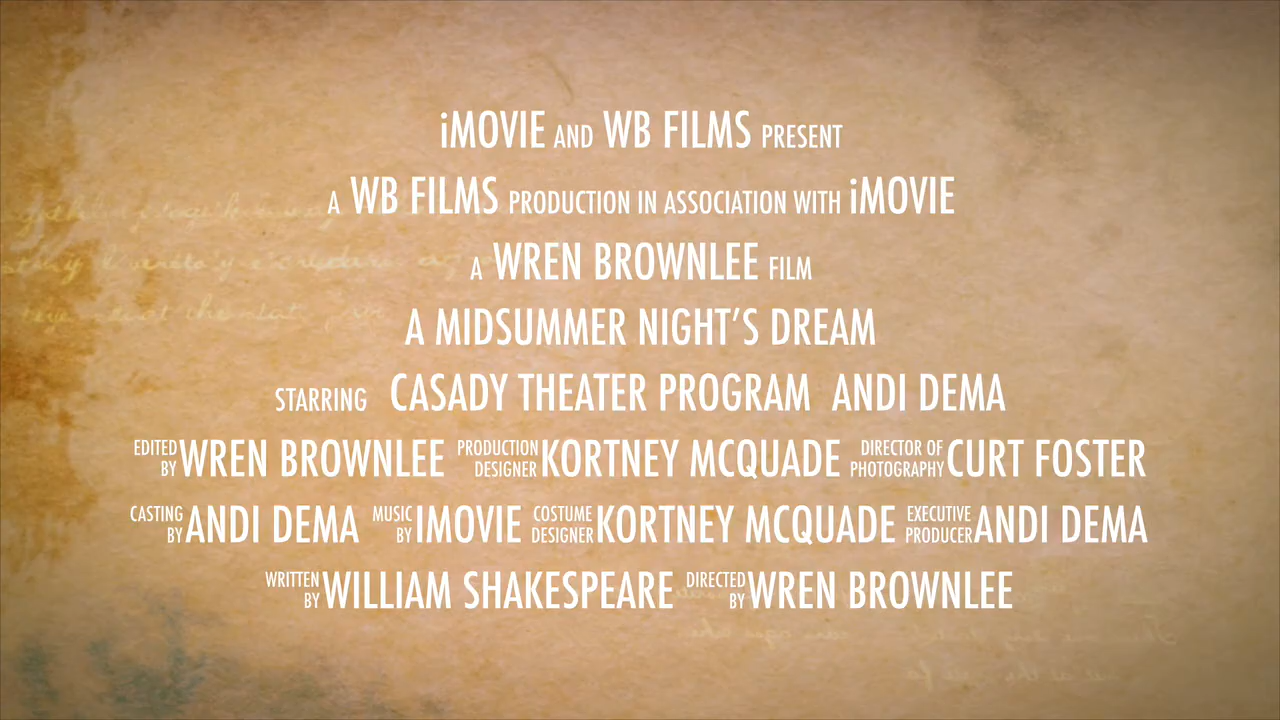 iMOVIE AND WB FILMS PRESENT
A WB FILMS PRODUCTION IN ASSOCIATION WITH iMOVIE
A WREN BROWNLEE FILM
A MIDSUMMER NIGHT'S DREAM
STARRING CASADY THEATER PROGRAM ANDI DEMA
EDITED BY WREN BROWNLEE PRODUCTION DESIGNER KORTNEY MCQUADE DIRECTOR OF PHOTOGRAPHY CURT FOSTER
CASTING BY ANDI DEMA MUSIC BY IMOVIE COSTUME DESIGNER KORTNEY MCQUADE EXECUTIVE PRODUCER ANDI DEMA
WRITTEN BY WILLIAM SHAKESPEARE DIRECTED BY WREN BROWNLEE